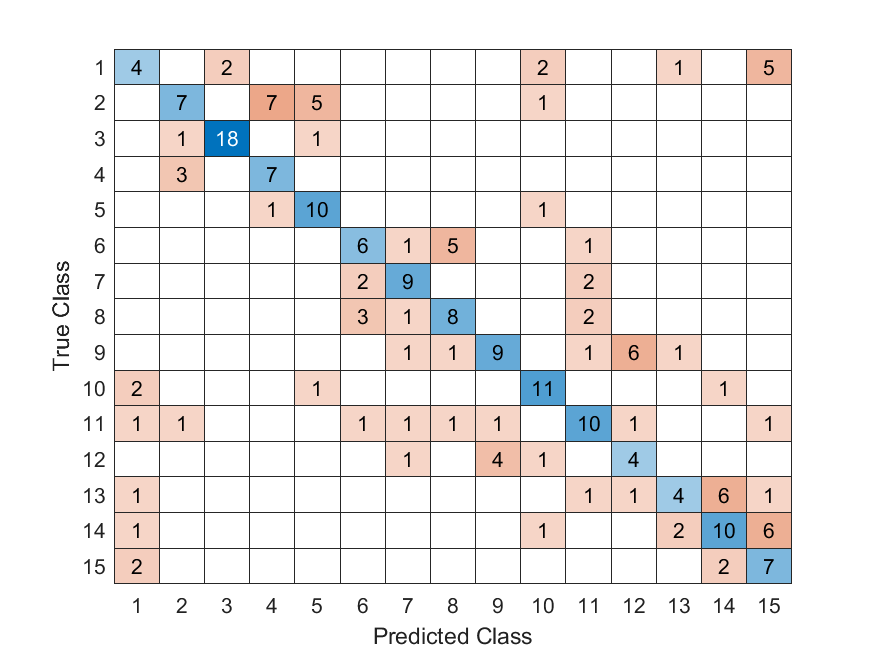 1 4 2 2 1 5
2 7 7 5 1
3 1 18 1
4 3 7
5 1 10 1
6 6 1 5 1
7 2 9 2
8 3 1 8 2
9 1 1 9 1 6 1
10 2 1 11 1
11 1 1 1 1 1 1 10 1 1
12 1 4 1 4
13 1 1 1 4 6 1
14 1 1 2 10 6
15 2 2 7
1 2 3 4 5 6 7 8 9 10 11 12 13 14 15
Predicted Class
True Class